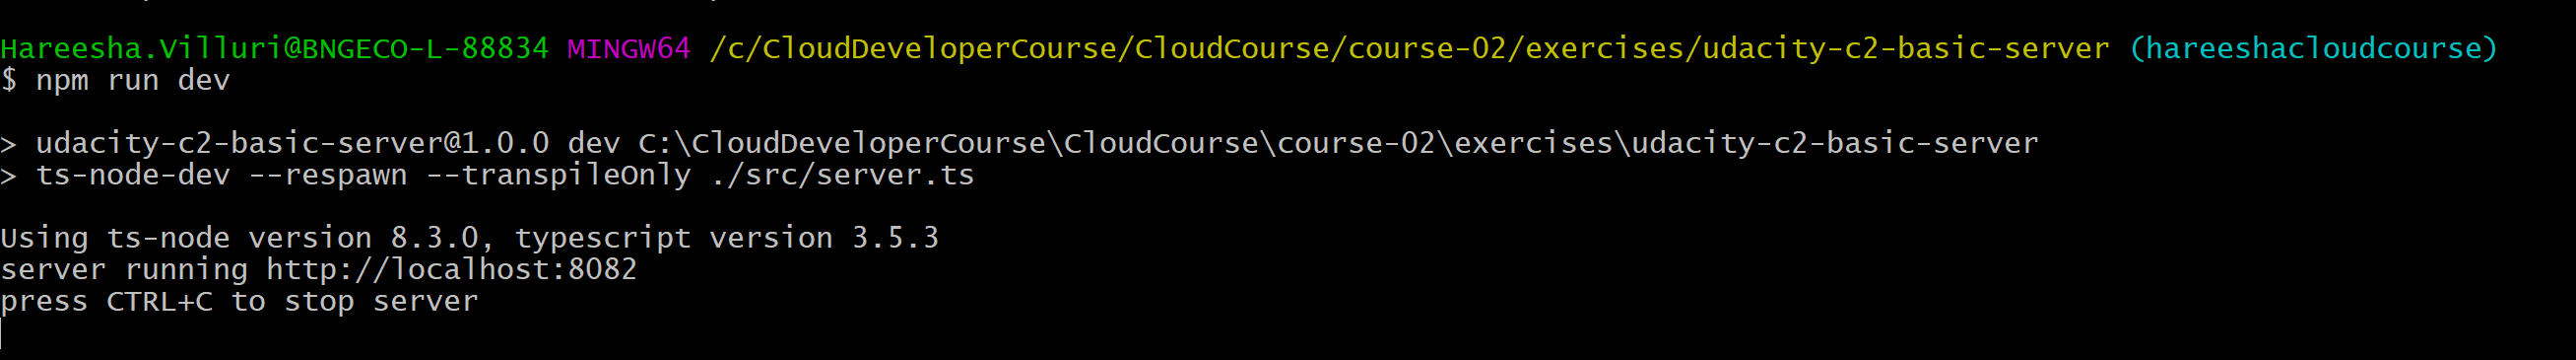 Hareesha.Villuri@BNGECO-L-88834 MINGW64 /c/CloudDeveloperCourse/CloudCourse/course-02/exercises/udacity-c2-basic-server (hareeshacloudcourse)
$ npm run dev
> udacity-c2-basic-server@1.0.0 dev C:\CloudDeveloperCourse\CloudCourse\course-02\exercises\udacity-c2-basic-server
> ts-node-dev --respawn --transpileOnly ./src/server.ts
Using ts-node version 8.3.0, typescript version 3.5.3
server running http://localhost:8082
press CTRL+C to stop server